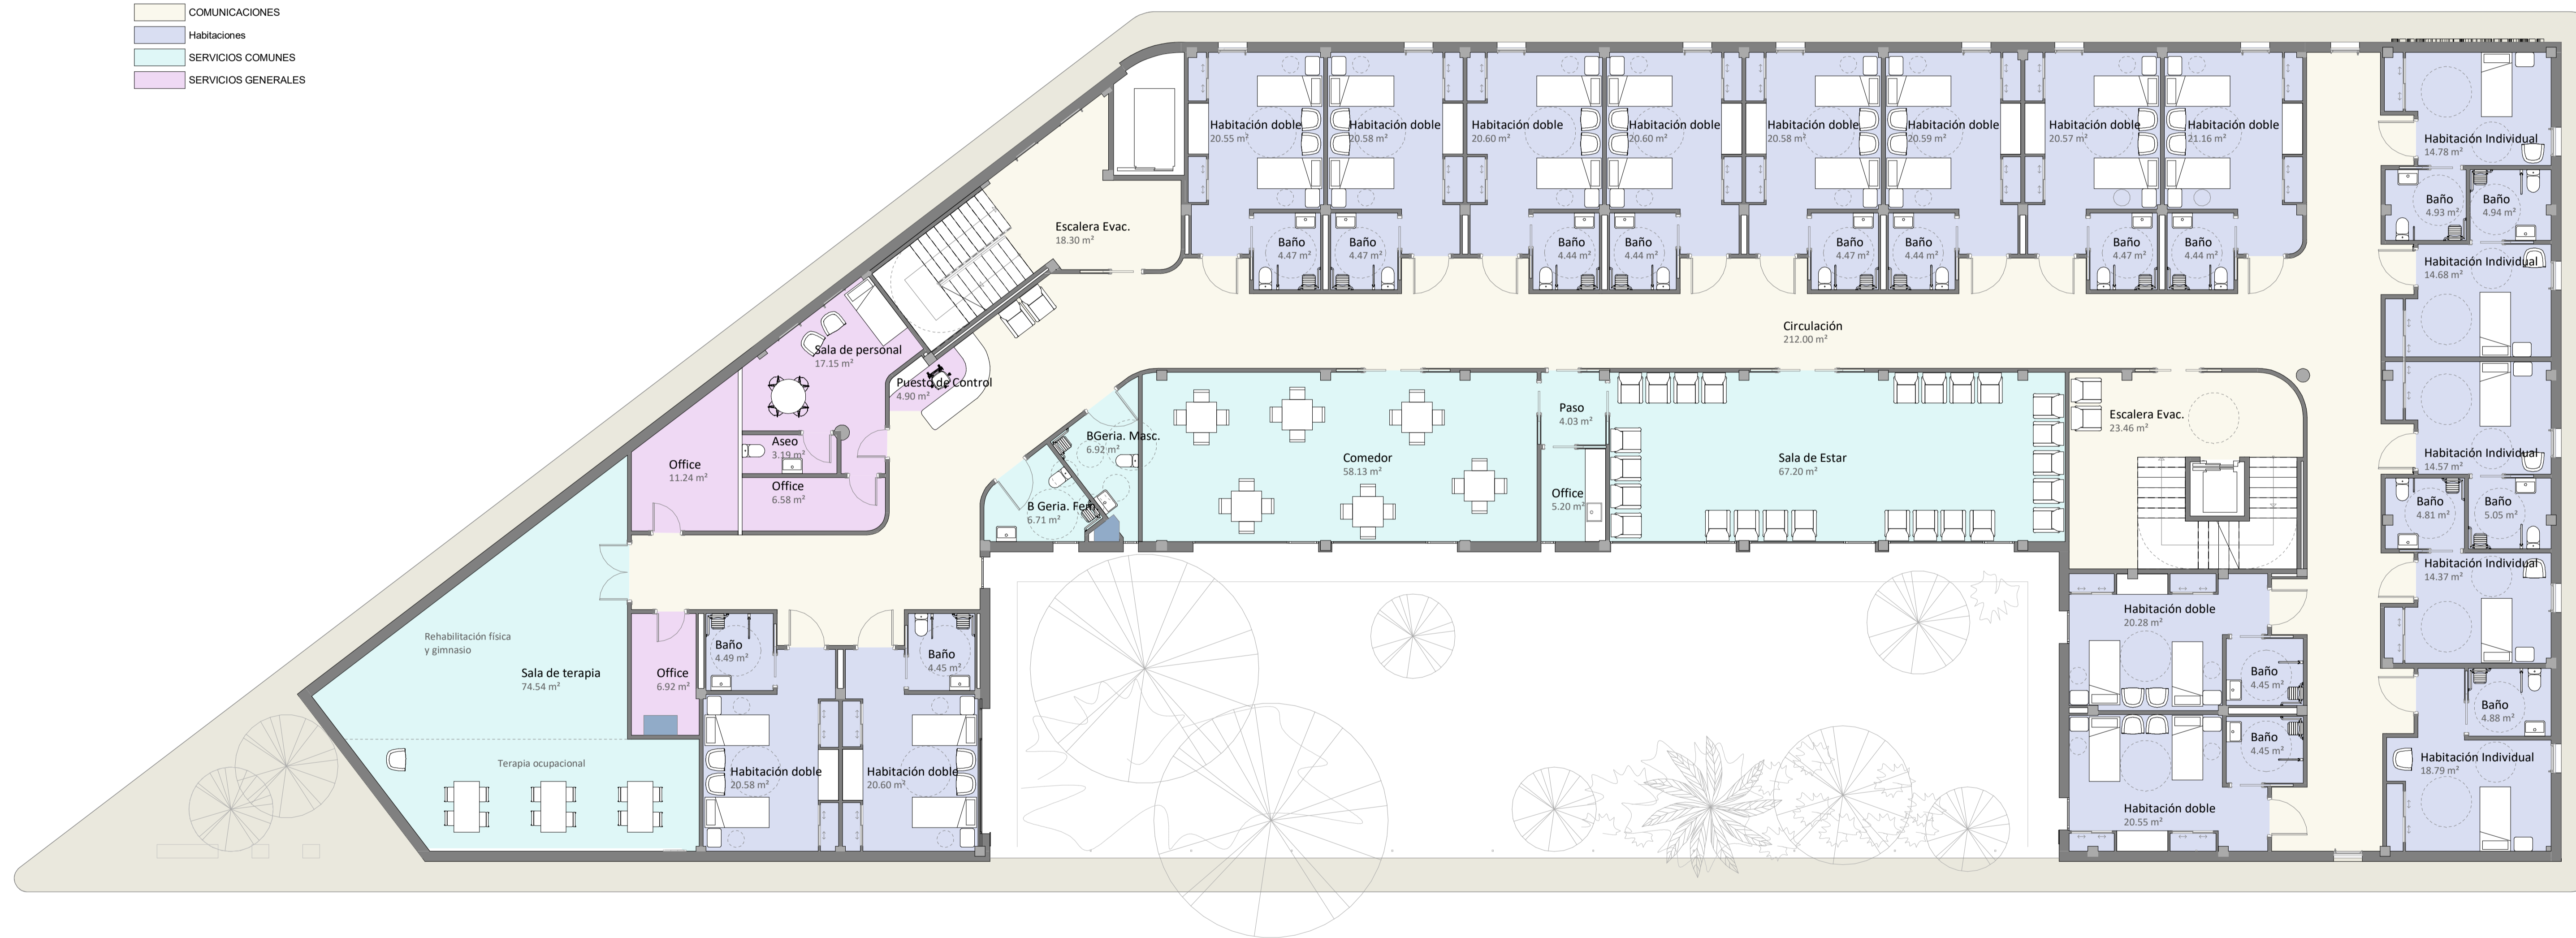 COMUNICACIONES
Habitaciones
SERVICIOS COMUNES
SERVICIOS GENERALES
Habitación doble
20.55 m²
Habitación doble
20.58 m²
Habitación doble
20.60 m²
Habitación doble
20.60 m²
Habitación doble
20.58 m²
Habitación doble
20.59 m²
Habitación doble
20.57 m²
Habitación doble
21.16 m²
Habitación Individual
14.78 m²
Baño
4.93 m²
Baño
4.94 m²
Escalera Evac.
18.30 m²
Baño
4.47 m²
Baño
4.47 m²
Baño
4.44 m²
Baño
4.44 m²
Baño
4.47 m²
Baño
4.44 m²
Baño
4.47 m²
Baño
4.44 m²
Habitación Individual
14.68 m²
Circulación
212.00 m²
Sala de personal
17.15 m²
Puesto de Control
4.90 m²
Paso
4.03 m²
Escalera Evac.
23.46 m²
Aseo
3.19 m²
BGeria. Masc.
6.92 m²
Comedor
58.13 m²
Sala de Estar
67.20 m²
Habitación Individual
14.57 m²
Office
11.24 m²
Office
6.58 m²
B Geria. Fem.
6.71 m²
Office
5.20 m²
Baño
4.81 m²
Baño
5.05 m²
Habitación Individual
14.37 m²
Habitación doble
20.28 m²
Rehabilitación física
y gimnasio
Sala de terapia
74.54 m²
Office
6.92 m²
Baño
4.49 m²
Baño
4.45 m²
Baño
4.45 m²
Baño
4.88 m²
Baño
4.45 m²
Terapia ocupacional
Habitación doble
20.58 m²
Habitación doble
20.60 m²
Habitación Individual
18.79 m²
Habitación doble
20.55 m²